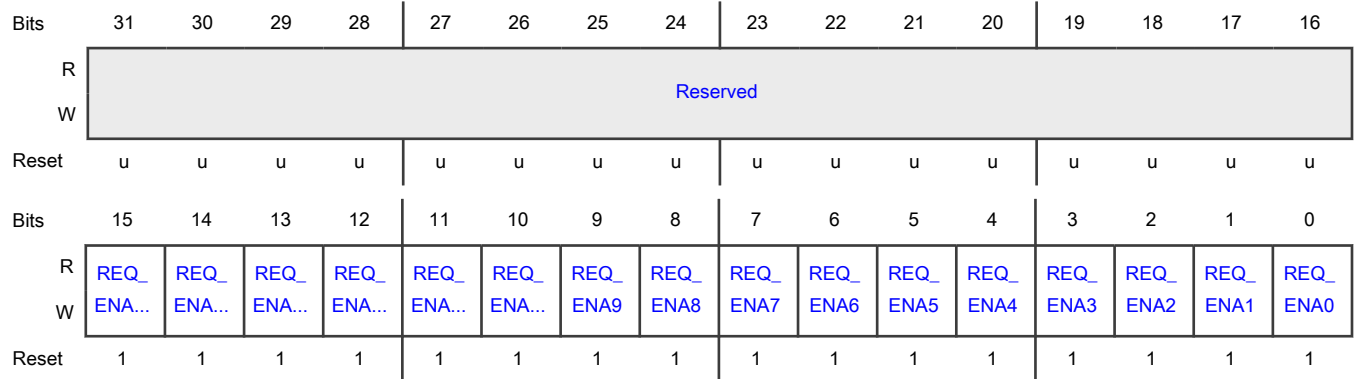 Bits 31 30 29 28 27 26 25 24 23 22 21 20 19 18 17 16
R
Reserved
W
Reset u u u u u u u u u u u u u u u u
Bits 15 14 13 12 11 10 9 8 7 6 5 4 3 2 1 0
R REQ_ REQ_ REQ_ REQ_ REQ_ REQ_ REQ_ REQ_ REQ_ REQ_ REQ_ REQ_ REQ_ REQ_ REQ_ REQ_
W ENA... ENA... ENA... ENA... ENA... ENA... ENA9 ENA8 ENA7 ENA6 ENA5 ENA4 ENA3 ENA2 ENA1 ENA0
Reset 1 1 1 1 1 1 1 1 1 1 1 1 1 1 1 1